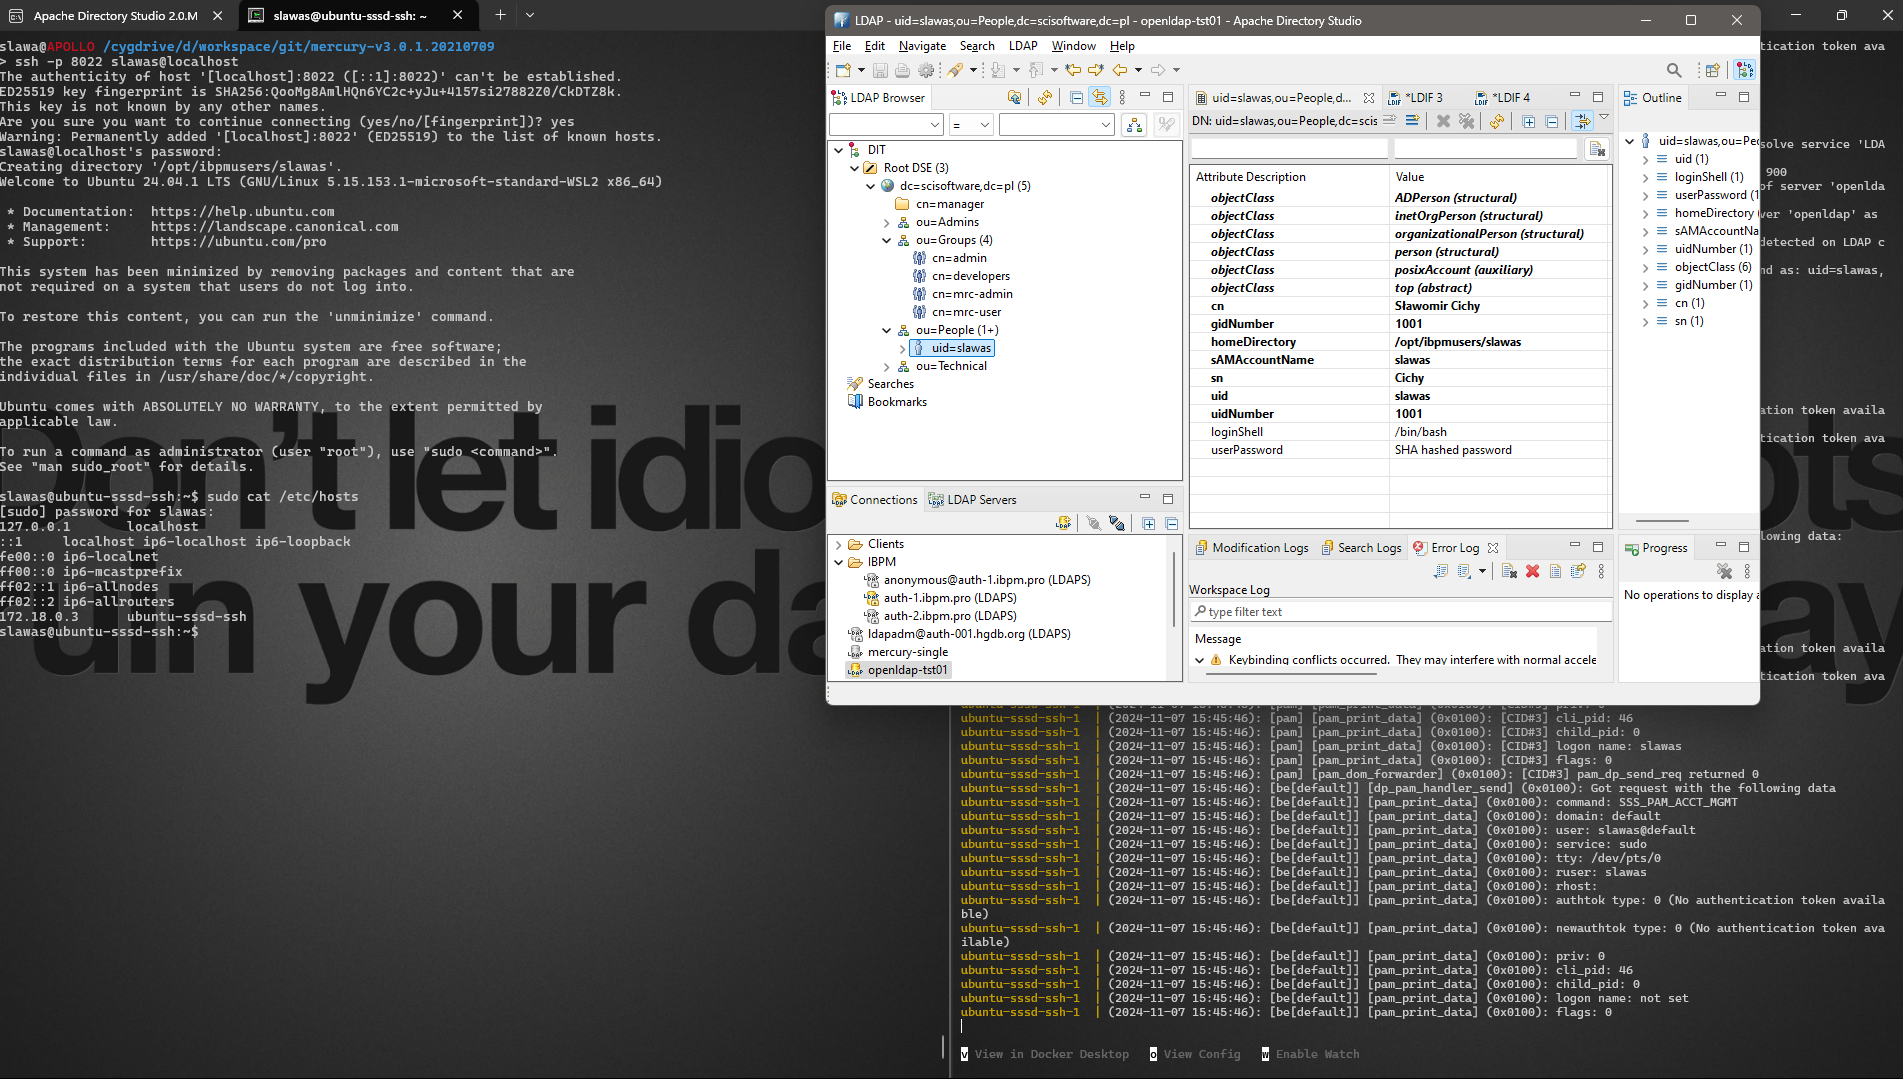 Apache Directory Studio 2.0.M
slawas@ubuntu-sssd-ssh: ~
slawa@APOLLO /cygdrive/d/workspace/git/mercury-v3.0.1.20210709
> ssh -p 8022 slawas@localhost
The authenticity of host '[localhost]:8022 ([::1]:8022)' can't be established.
ED25519 key fingerprint is SHA256:QooMg8AmlHQn6YC2c+yJu+4157si27882Z0/CkDTZ8k.
This key is not known by any other names.
Are you sure you want to continue connecting (yes/no/[fingerprint])? yes
Warning: Permanently added '[localhost]:8022' (ED25519) to the list of known hosts.
slawas@localhost's password:
Creating directory '/opt/ibpmusers/slawas'.
Welcome to Ubuntu 24.04.1 LTS (GNU/Linux 5.15.153.1-microsoft-standard-WSL2 x86_64)
* Documentation:  https://help.ubuntu.com
* Management:     https://landscape.canonical.com
* Support:        https://ubuntu.com/pro
This system has been minimized by removing packages and content that are
not required on a system that users do not log into.
To restore this content, you can run the 'unminimize' command.
The programs included with the Ubuntu system are free software;
the exact distribution terms for each program are described in the
individual files in /usr/share/doc/*/copyright.
Ubuntu comes with ABSOLUTELY NO WARRANTY, to the extent permitted by
applicable law.
To run a command as administrator (user "root"), use "sudo <command>".
See "man sudo_root" for details.
slawas@ubuntu-sssd-ssh:~$ sudo cat /etc/hosts
[sudo] password for slawas:
127.0.0.1       localhost
::1     localhost ip6-localhost ip6-loopback
fe00::0 ip6-localnet
ff00::0 ip6-mcastprefix
ff02::1 ip6-allnodes
ff02::2 ip6-allrouters
172.18.0.3      ubuntu-sssd-ssh
slawas@ubuntu-sssd-ssh:~$
Don't let idio
ots
uin your da
ay
LDAP - uid=slawas,ou=People,dc=scisoftware,dc=pl - openldap-tst01 - Apache Directory Studio
File Edit Navigate Search LDAP Window Help
LDAP Browser
=
DIT
Root DSE (3)
dc=scisoftware,dc=pl (5)
cn=manager
ou=Admins
ou=Groups (4)
cn=admin
cn=developers
cn=mrc-admin
cn=mrc-user
ou=People (1+)
uid=slawas
ou=Technical
Searches
Bookmarks
Connections
LDAP Servers
Clients
IBPM
anonymous@auth-1.ibpm.pro (LDAPS)
auth-1.ibpm.pro (LDAPS)
auth-2.ibpm.pro (LDAPS)
ldapadm@auth-001.hgdb.org (LDAPS)
mercury-single
openldap-tst01
uid=slawas,ou=People,d...
*LDIF 3
*LDIF 4
DN: uid=slawas,ou=People,dc=scis
Attribute Description Value
objectClass ADPerson (structural)
objectClass inetOrgPerson (structural)
objectClass organizationalPerson (structural)
objectClass person (structural)
objectClass posixAccount (auxiliary)
objectClass top (abstract)
cn Sławomir Cichy
gidNumber 1001
homeDirectory /opt/ibpmusers/slawas
sAMAccountName slawas
sn Cichy
uid slawas
uidNumber 1001
loginShell /bin/bash
userPassword SHA hashed password
Modification Logs
Search Logs
Error Log
Workspace Log
type filter text
Message
Keybinding conflicts occurred.  They may interfere with normal accele
Outline
uid=slawas,ou=Pec
uid (1)
loginShell (1)
userPassword (1
homeDirectory
sAMAccountNa
uidNumber (1)
objectClass (6)
gidNumber (1)
cn (1)
sn (1)
Progress
No operations to display a
tication token ava
solve service 'LDA
900
of server 'openlda
ver 'openldap' as
detected on LDAP c
nd as: uid=slawas,
ation token availa
tication token ava
ation token availa
tication token ava
lowing data:
ation token availa
tication token ava
ubuntu-sssd-ssh-1  | (2024-11-07 15:45:46): [pam] [pam_print_data] (0x0100): [CID#3] priv: 0
ubuntu-sssd-ssh-1  | (2024-11-07 15:45:46): [pam] [pam_print_data] (0x0100): [CID#3] cli_pid: 46
ubuntu-sssd-ssh-1  | (2024-11-07 15:45:46): [pam] [pam_print_data] (0x0100): [CID#3] child_pid: 0
ubuntu-sssd-ssh-1  | (2024-11-07 15:45:46): [pam] [pam_print_data] (0x0100): [CID#3] logon name: slawas
ubuntu-sssd-ssh-1  | (2024-11-07 15:45:46): [pam] [pam_print_data] (0x0100): [CID#3] flags: 0
ubuntu-sssd-ssh-1  | (2024-11-07 15:45:46): [pam] [pam_dom_forwarder] (0x0100): [CID#3] pam_dp_send_req returned 0
ubuntu-sssd-ssh-1  | (2024-11-07 15:45:46): [be[default]] [dp_pam_handler_send] (0x0100): Got request with the following data
ubuntu-sssd-ssh-1  | (2024-11-07 15:45:46): [be[default]] [pam_print_data] (0x0100): command: SSS_PAM_ACCT_MGMT
ubuntu-sssd-ssh-1  | (2024-11-07 15:45:46): [be[default]] [pam_print_data] (0x0100): domain: default
ubuntu-sssd-ssh-1  | (2024-11-07 15:45:46): [be[default]] [pam_print_data] (0x0100): user: slawas@default
ubuntu-sssd-ssh-1  | (2024-11-07 15:45:46): [be[default]] [pam_print_data] (0x0100): service: sudo
ubuntu-sssd-ssh-1  | (2024-11-07 15:45:46): [be[default]] [pam_print_data] (0x0100): tty: /dev/pts/0
ubuntu-sssd-ssh-1  | (2024-11-07 15:45:46): [be[default]] [pam_print_data] (0x0100): ruser: slawas
ubuntu-sssd-ssh-1  | (2024-11-07 15:45:46): [be[default]] [pam_print_data] (0x0100): rhost:
ubuntu-sssd-ssh-1  | (2024-11-07 15:45:46): [be[default]] [pam_print_data] (0x0100): authtok type: 0 (No authentication token availa
ble)
ubuntu-sssd-ssh-1  | (2024-11-07 15:45:46): [be[default]] [pam_print_data] (0x0100): newauthtok type: 0 (No authentication token ava
ilable)
ubuntu-sssd-ssh-1  | (2024-11-07 15:45:46): [be[default]] [pam_print_data] (0x0100): priv: 0
ubuntu-sssd-ssh-1  | (2024-11-07 15:45:46): [be[default]] [pam_print_data] (0x0100): cli_pid: 46
ubuntu-sssd-ssh-1  | (2024-11-07 15:45:46): [be[default]] [pam_print_data] (0x0100): child_pid: 0
ubuntu-sssd-ssh-1  | (2024-11-07 15:45:46): [be[default]] [pam_print_data] (0x0100): logon name: not set
ubuntu-sssd-ssh-1  | (2024-11-07 15:45:46): [be[default]] [pam_print_data] (0x0100): flags: 0
v View in Docker Desktop   o View Config   w Enable Watch